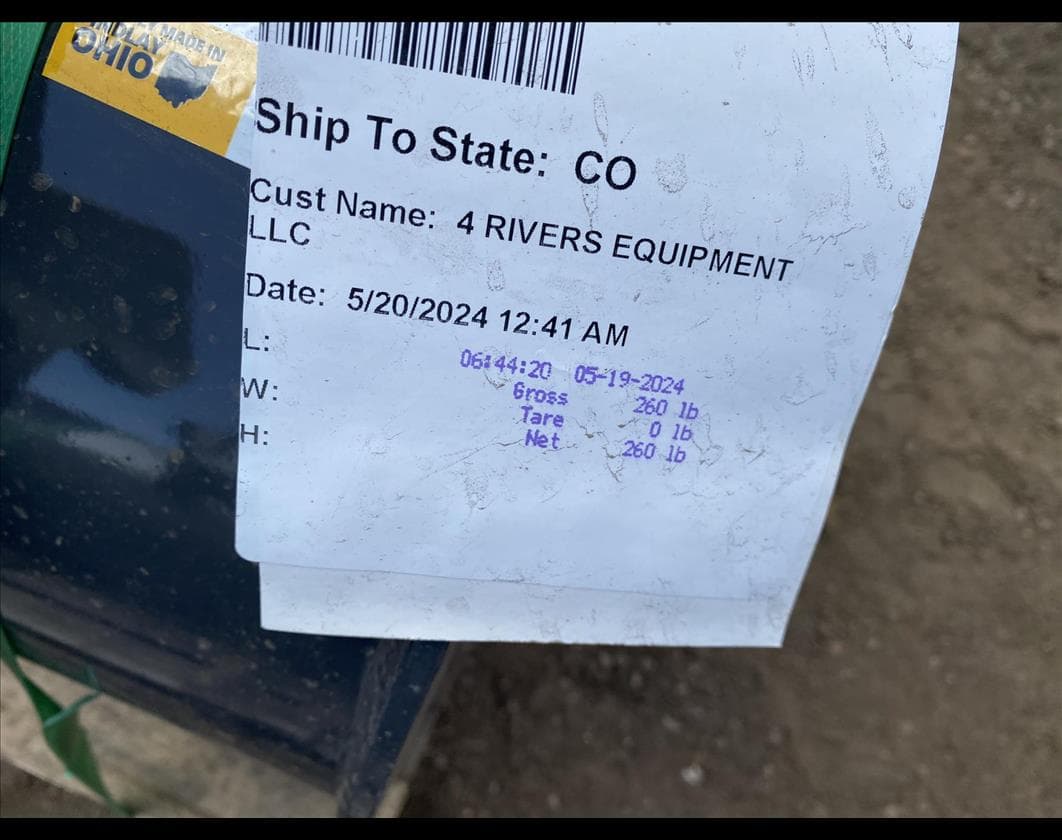 MADE IN
OHIO
Ship To State: CO
Cust Name: 4 RIVERS EQUIPMENT
LLC
Date: 5/20/2024 12:41 AM
L:
06:44:20 05-19-2024
W:
Gross 260 lb
Tare 0 lb
H:
Net 260 lb